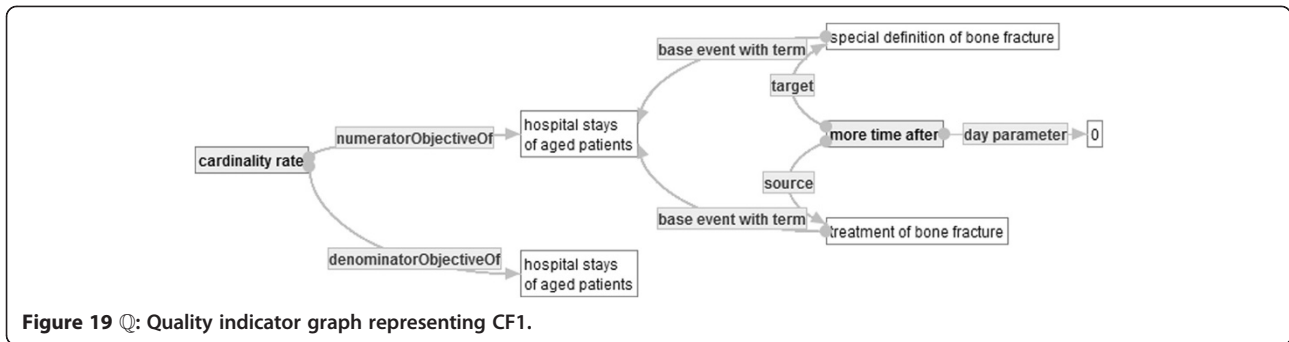 special definition of bone fracture
base event with term
target
hospital stays
of aged patients
numeratorObjectiveOf
more time after
day parameter
0
cardinality rate
source
base event with term
treatment of bone fracture
denominatorObjectiveOf
hospital stays
of aged patients
Figure 19 ℚ: Quality indicator graph representing CF1.